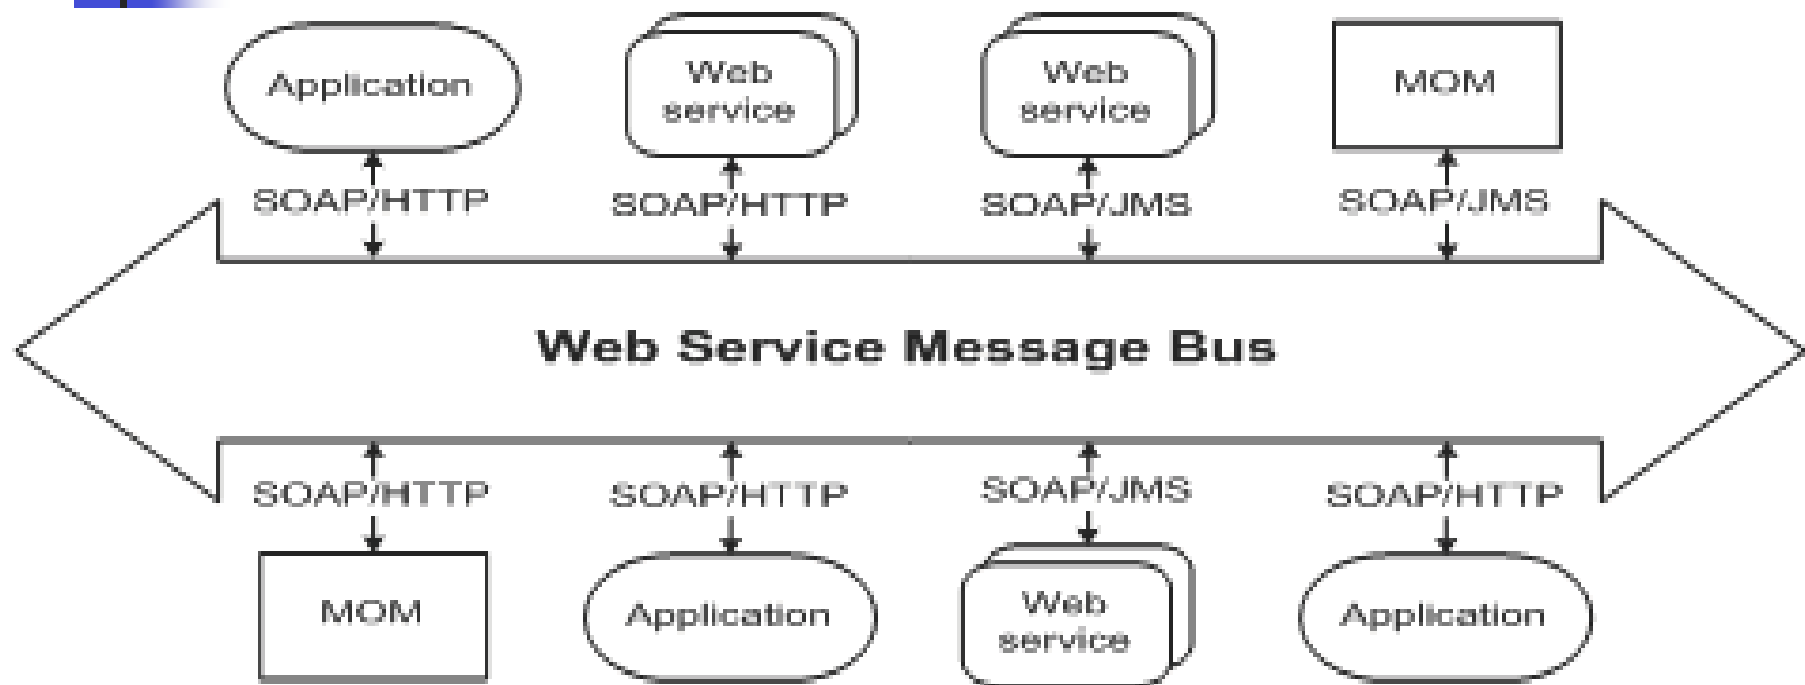 Application
Web
service
Web
service
MOM
SOAP/HTTP
SOAP/HTTP
SOAP/JMS
SOAP/JMS
Web Service Message Bus
SOAP/HTTP
SOAP/HTTP
SOAP/JMS
SOAP/HTTP
MOM
Application
Web
service
Application